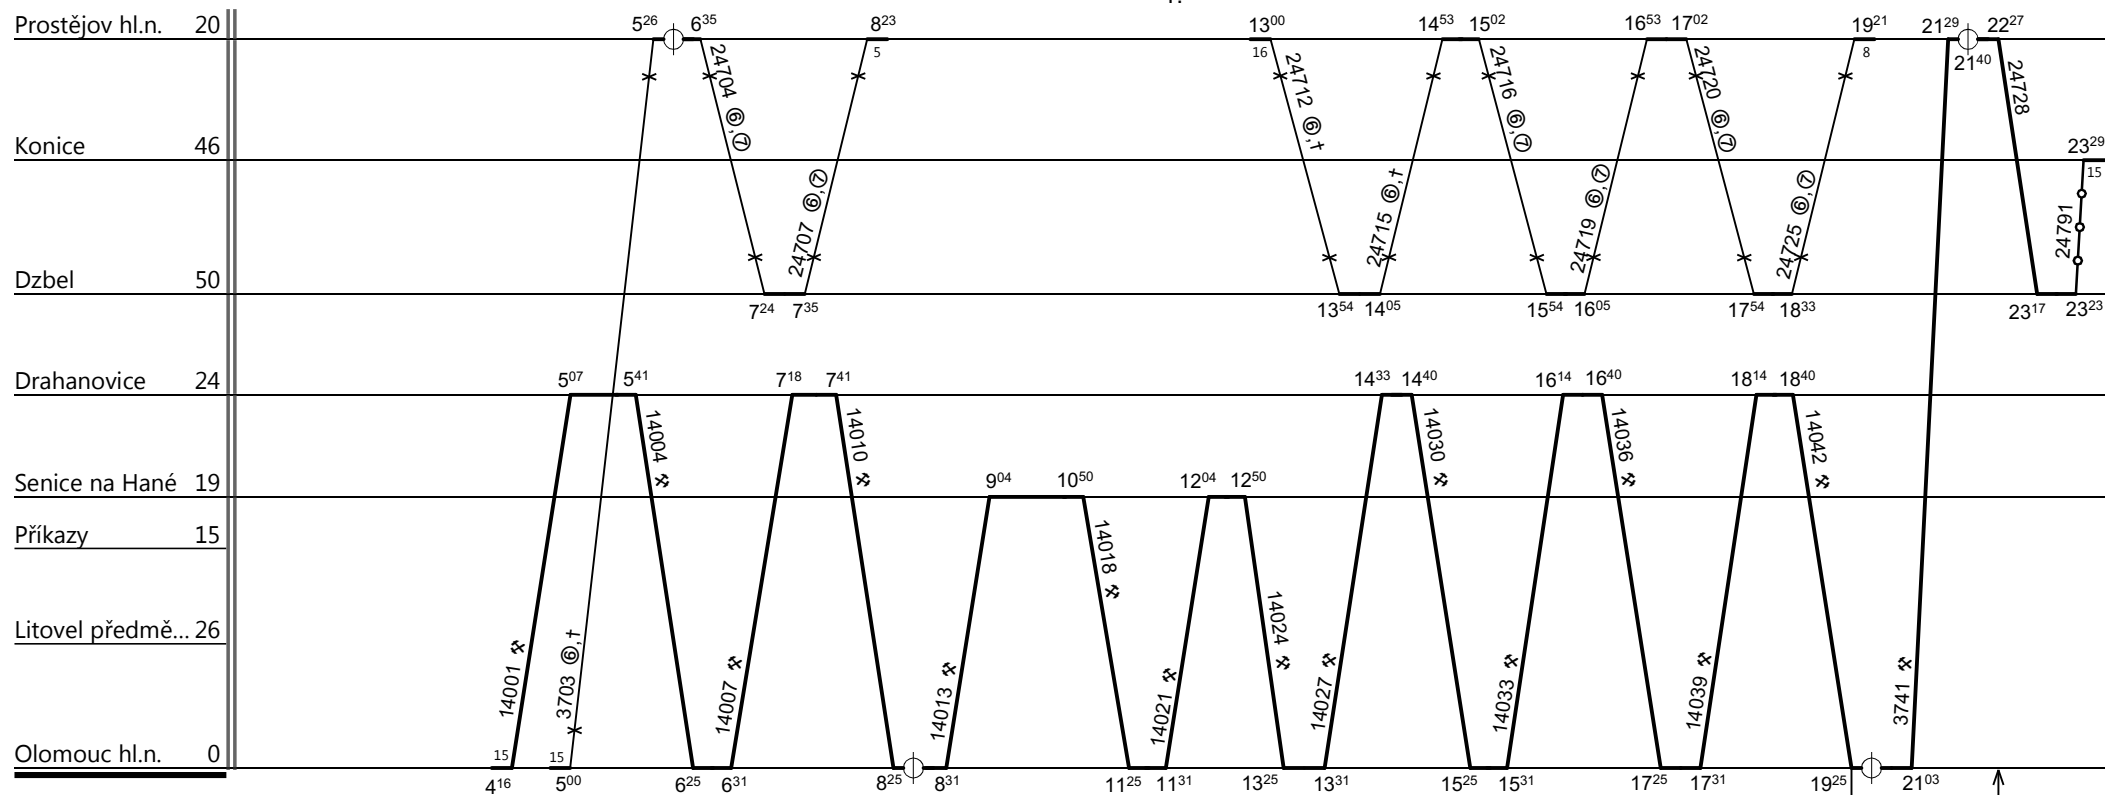 Prostějov hl.n. 20
5²⁶ 6³⁵ 8²³ 13⁰⁰ 14⁵³ 15⁰² 16⁵³ 17⁰² 19²¹ 21²⁹ 22²⁷
5 16 8 21⁴⁰
24704 ⑥,⑦
24712 ⑥,†
24716 ⑥,⑦
24720 ⑥,⑦
24728
Konice 46
23²⁹
15
24707 ⑥,⑦
24715 ⑥,†
24719 ⑥,⑦
24725 ⑥,⑦
24791
Dzbel 50
7²⁴ 7³⁵ 13⁵⁴ 14⁰⁵ 15⁵⁴ 16⁰⁵ 17⁵⁴ 18³³ 23¹⁷ 23²³
Drahanovice 24
5⁰⁷ 5⁴¹ 7¹⁸ 7⁴¹ 14³³ 14⁴⁰ 16¹⁴ 16⁴⁰ 18¹⁴ 18⁴⁰
14004 ⚒
14010 ⚒
14030 ⚒
14036 ⚒
14042 ⚒
Senice na Hané 19
9⁰⁴ 10⁵⁰ 12⁰⁴ 12⁵⁰
Příkazy 15
14018 ⚒
14024 ⚒
Litovel předmě... 26
14001 ⚒
3703 ⑥,†
14007 ⚒
14013 ⚒
14021 ⚒
14027 ⚒
14033 ⚒
14039 ⚒
3741 ⚒
Olomouc hl.n. 0
15 15
4¹⁶ 5⁰⁰ 6²⁵ 6³¹ 8²⁵ 8³¹ 11²⁵ 11³¹ 13²⁵ 13³¹ 15²⁵ 15³¹ 17²⁵ 17³¹ 19²⁵ 21⁰³